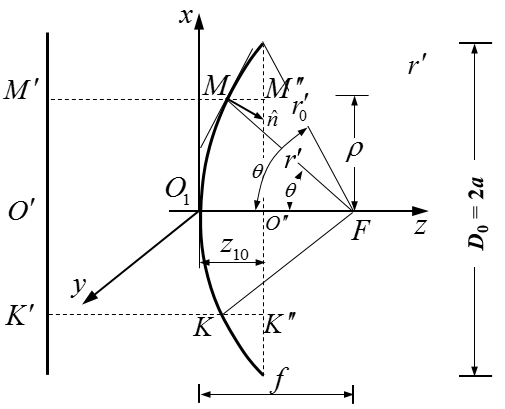 x
r′
M′
M
M″
r′₀
n̂
θ
r′
ρ
θ
O₁
O′
O″
F
z
D₀ = 2a
z₁₀
y
K′
K
K″
f